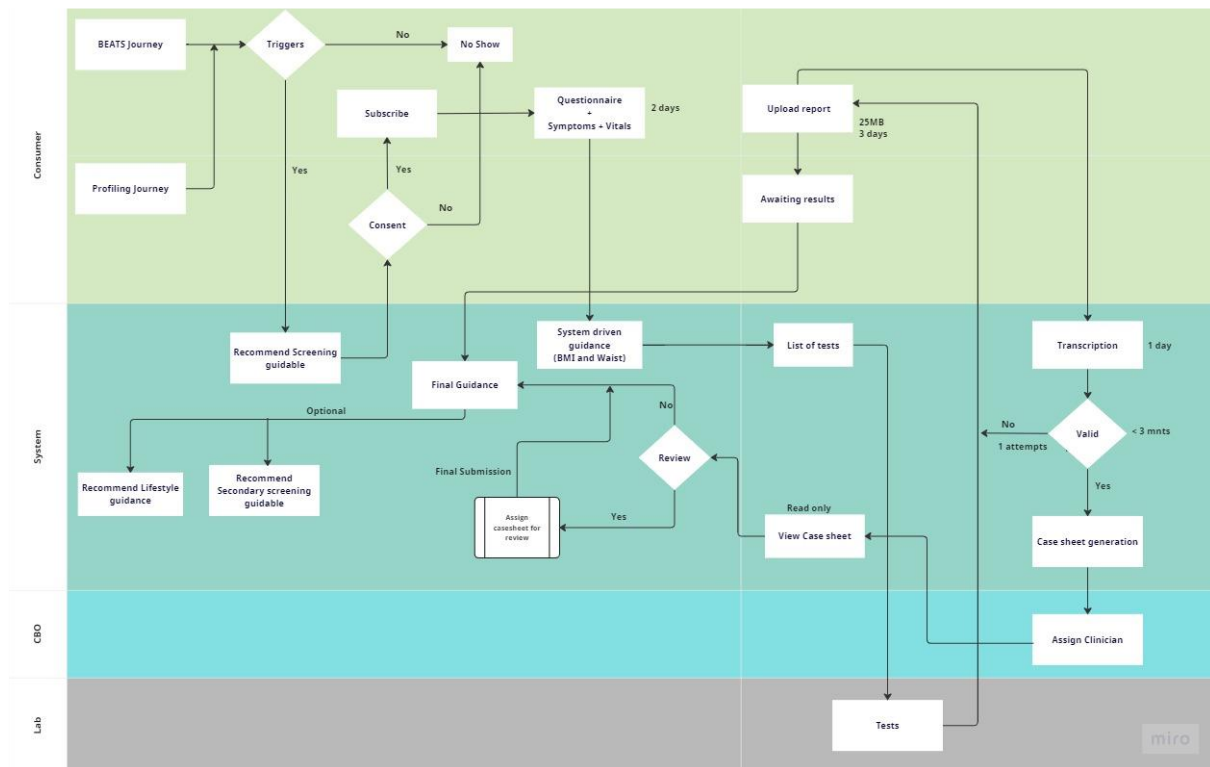 Consumer
BEATS Journey
Triggers
No
No Show
Subscribe
Questionnaire
+
Symptoms + Vitals
2 days
Upload report
25MB
3 days
Yes
Yes
Profiling Journey
No
Consent
Awaiting results
System
Recommend Screening
guidable
System driven
guidance
(BMI and Waist)
List of tests
Transcription
1 day
Final Guidance
Optional
No
No
1 attempts
Valid
< 3 mnts
Recommend Lifestyle
guidance
Recommend
Secondary screening
guidable
Final Submission
Review
Yes
Yes
Assign
casesheet for
review
Read only
View Case sheet
Case sheet generation
CBO
Assign Clinician
Lab
Tests
miro